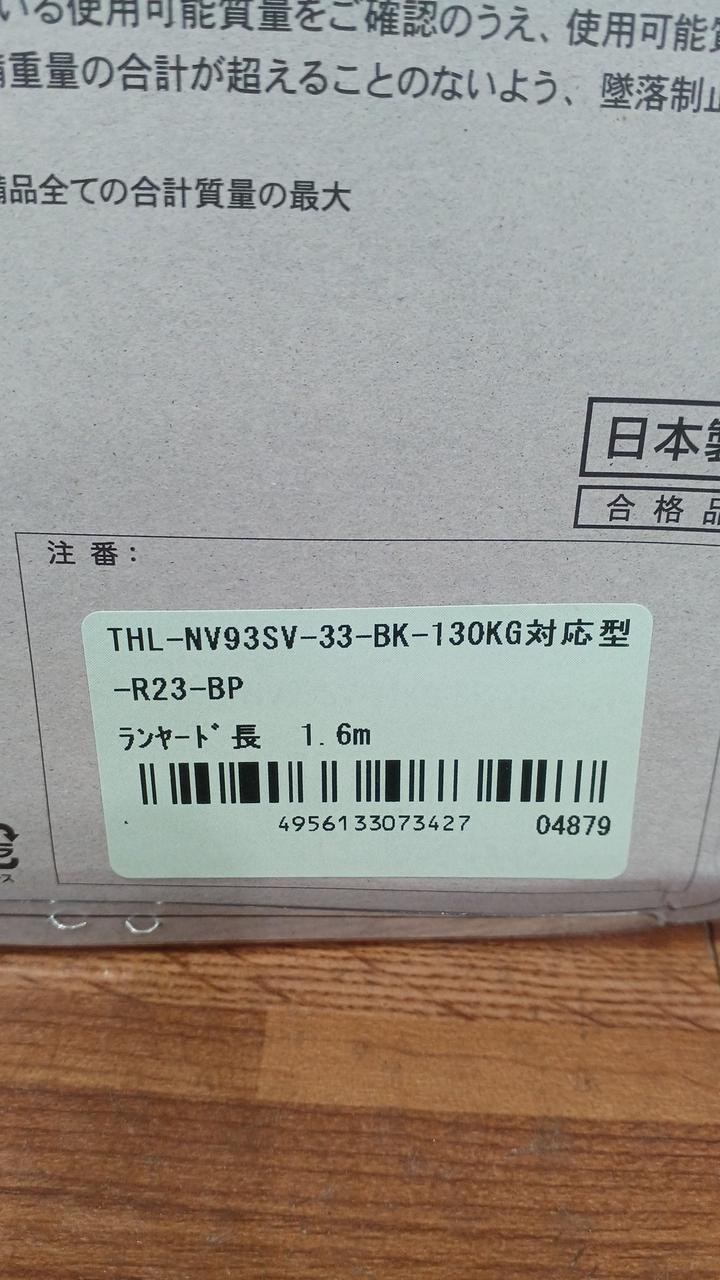 いる使用可能質量をご確認のうえ、使用可能質
備重量の合計が超えることのないよう、墜落制止
備品全ての合計質量の最大
日本製
合格品
注番：
THL-NV93SV-33-BK-130KG対応型
-R23-BP
ﾗﾝﾔｰﾄﾞ長 1.6m
4956133073427 04879